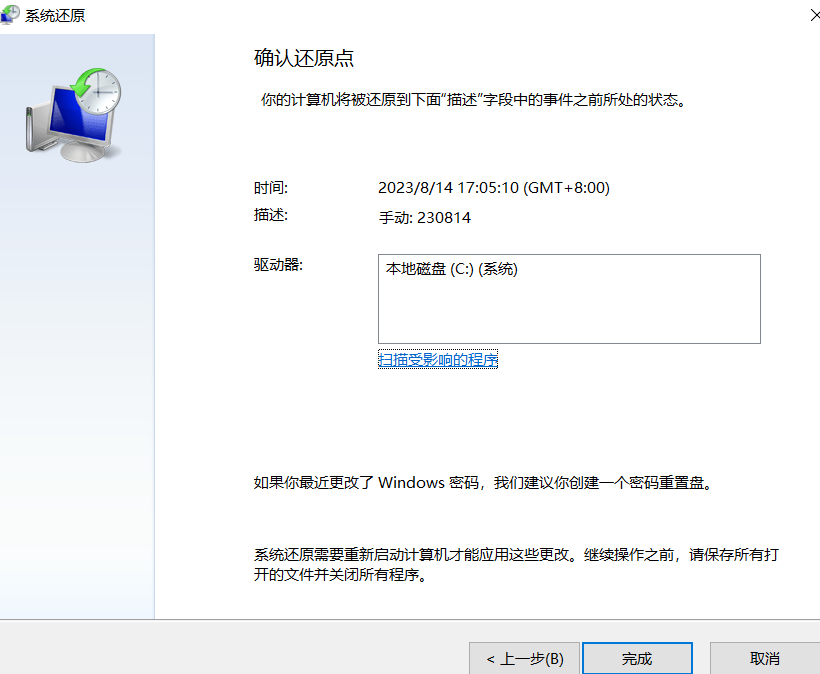 系统还原
确认还原点
你的计算机将被还原到下面“描述”字段中的事件之前所处的状态。
时间: 2023/8/14 17:05:10 (GMT+8:00)
描述: 手动: 230814
驱动器: 本地磁盘 (C:) (系统)
扫描受影响的程序
如果你最近更改了 Windows 密码，我们建议你创建一个密码重置盘。
系统还原需要重新启动计算机才能应用这些更改。继续操作之前，请保存所有打
开的文件并关闭所有程序。
< 上一步(B) 完成 取消